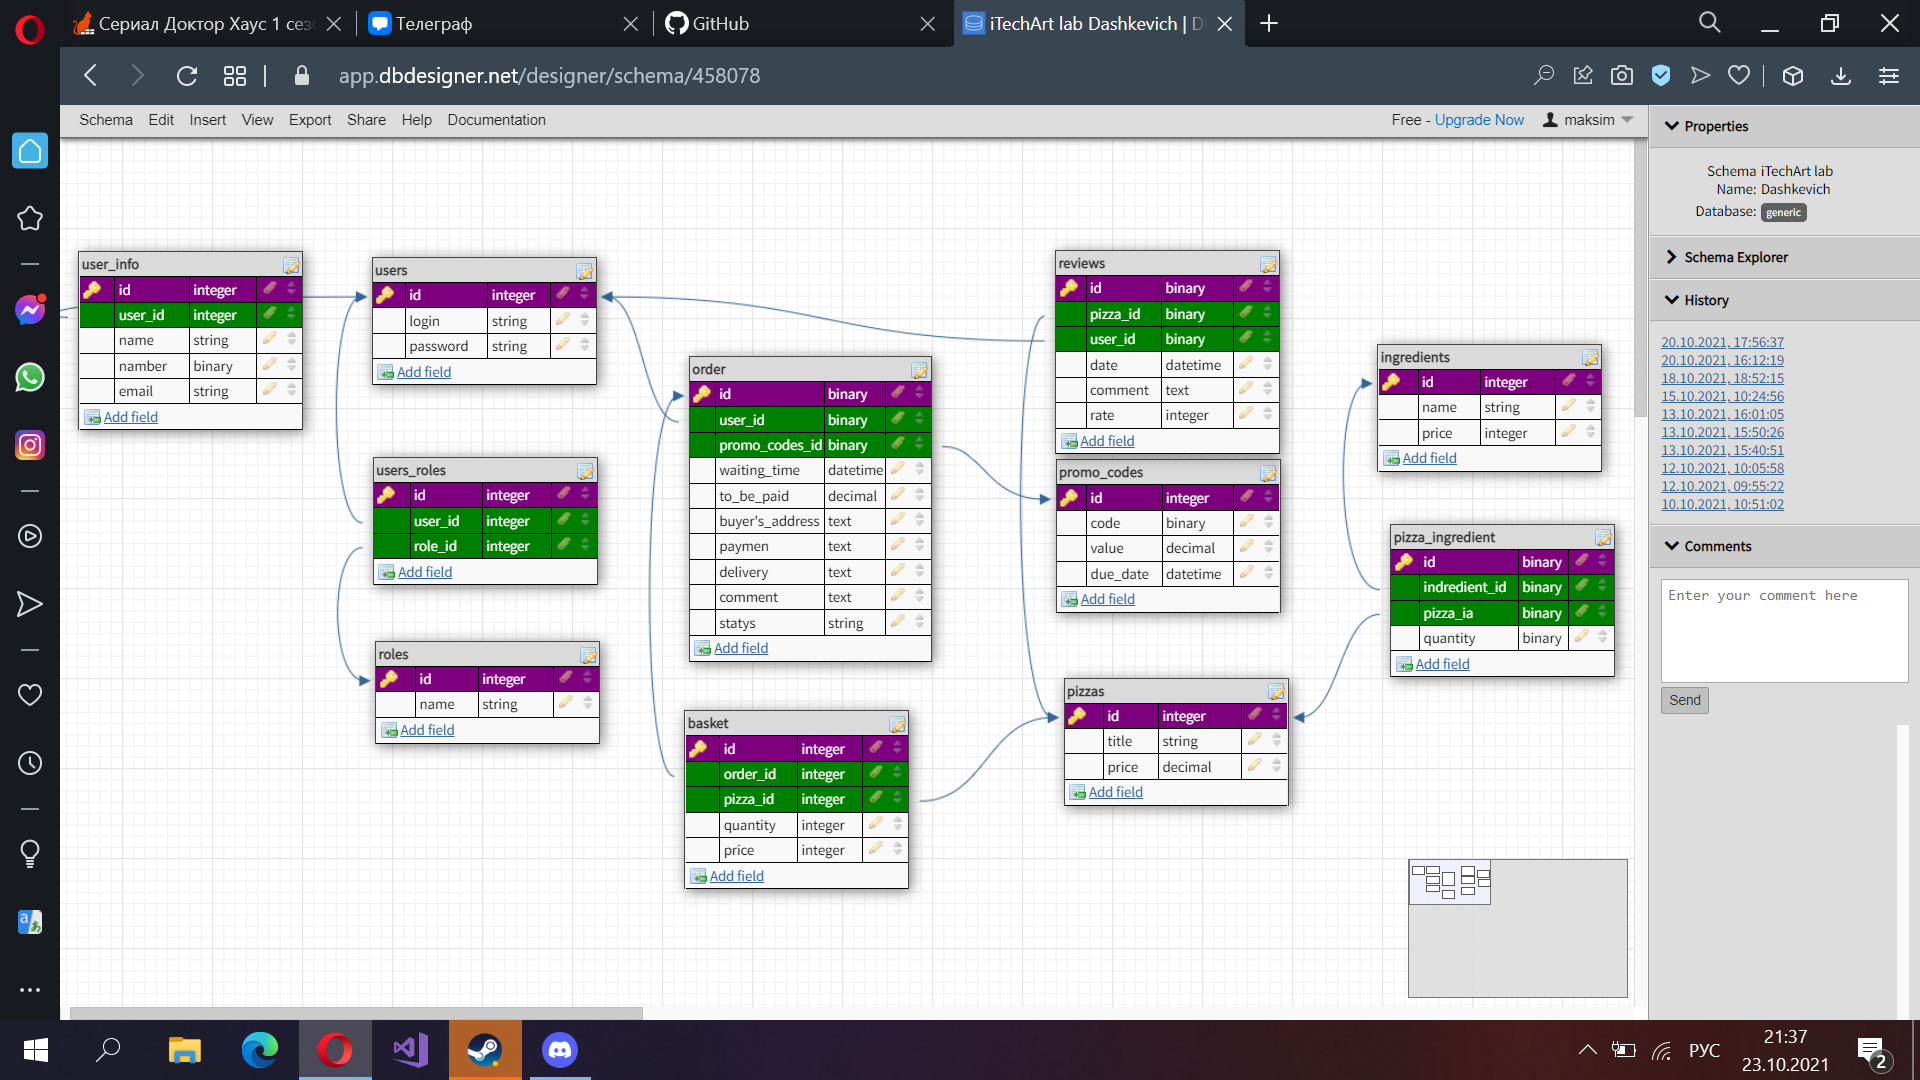 Сериал Доктор Хаус 1 сез
Телеграф
GitHub
iTechArt lab Dashkevich | D
app.dbdesigner.net/designer/schema/458078
Schema Edit Insert View Export Share Help Documentation
Free - Upgrade Now
maksim
user_info
id integer
user_id integer
name string
namber binary
email string
Add field
users
id integer
login string
password string
Add field
users_roles
id integer
user_id integer
role_id integer
Add field
roles
id integer
name string
Add field
order
id binary
user_id binary
promo_codes_id binary
waiting_time datetime
to_be_paid decimal
buyer's_address text
paymen text
delivery text
comment text
statys string
Add field
basket
id integer
order_id integer
pizza_id integer
quantity integer
price integer
Add field
reviews
id binary
pizza_id binary
user_id binary
date datetime
comment text
rate integer
Add field
promo_codes
id integer
code binary
value decimal
due_date datetime
Add field
pizzas
id integer
title string
price decimal
Add field
ingredients
id integer
name string
price integer
Add field
pizza_ingredient
id binary
indredient_id binary
pizza_ia binary
quantity binary
Add field
Properties
Schema Name: iTechArt lab Dashkevich
Database: generic
Schema Explorer
History
20.10.2021, 17:56:37
20.10.2021, 16:12:19
18.10.2021, 18:52:15
15.10.2021, 10:24:56
13.10.2021, 16:01:05
13.10.2021, 15:50:26
13.10.2021, 15:40:51
12.10.2021, 10:05:58
12.10.2021, 09:55:22
10.10.2021, 10:51:02
Comments
Enter your comment here
Send
РУС
21:37
23.10.2021
2